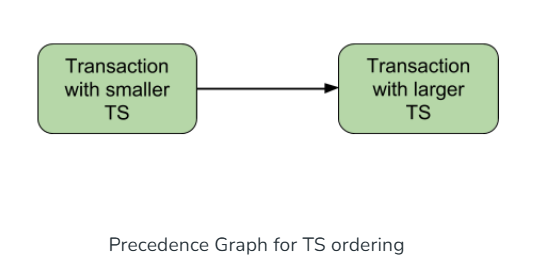 Transaction
with smaller
TS
Transaction
with larger
TS
Precedence Graph for TS ordering